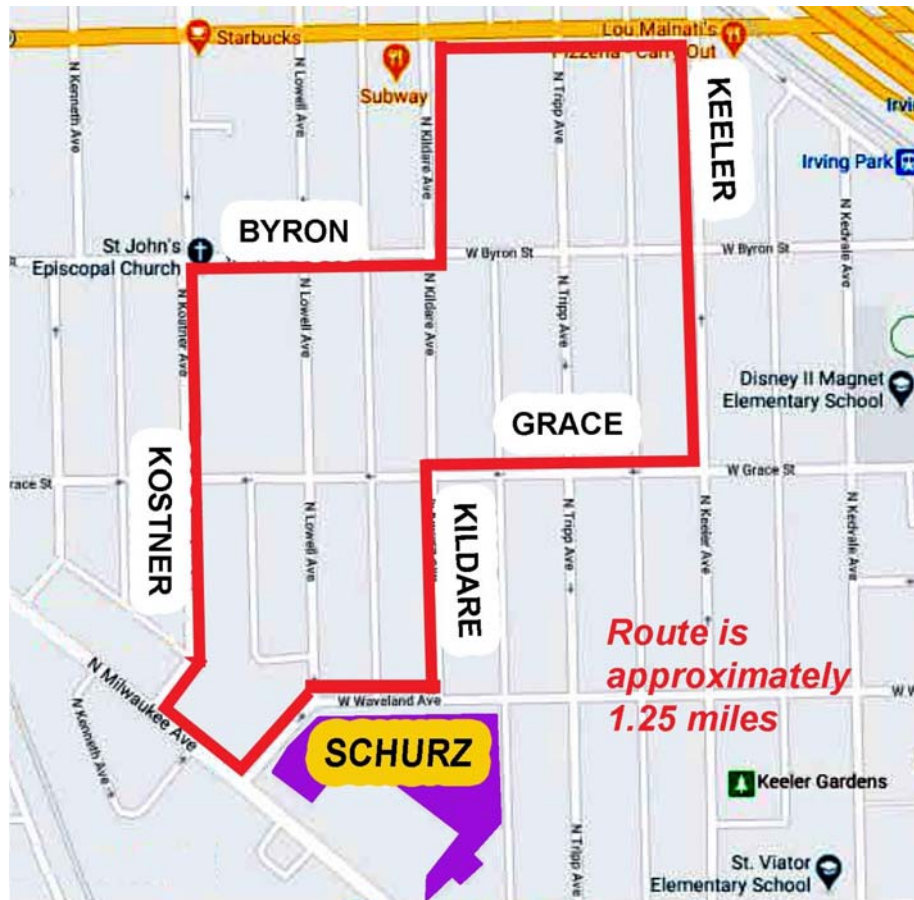 Starbucks
Lou Malnati's
Pizzeria
Out
Subway
N Kenneth Ave
N Lowell Ave
N Kildare Ave
N Tripp Ave
KEELER
Irving Park
N Kedvale Ave
BYRON
St John's
Episcopal Church
W Byron St
W Byron St
N Lowell Ave
N Kildare Ave
N Tripp Ave
Disney II Magnet
Elementary School
GRACE
KOSTNER
W Grace St
race St
N Lowell Ave
KILDARE
N Tripp Ave
N Keeler Ave
N Kedvale Ave
Route is
approximately
1.25 miles
N Milwaukee Ave
N Kenneth Ave
W Waveland Ave
W W
SCHURZ
Keeler Gardens
N Tripp Ave
St. Viator
Elementary School